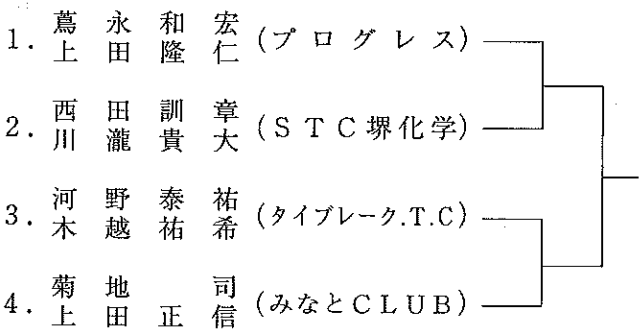 1. 蔦永和宏 (プログレス)
上田隆仁
2. 西田訓章 (STC堺化学)
川瀧貴大
3. 河野泰祐 (タイブレーク.T.C)
木越祐希
4. 菊地司 (みなとCLUB)
上田正信